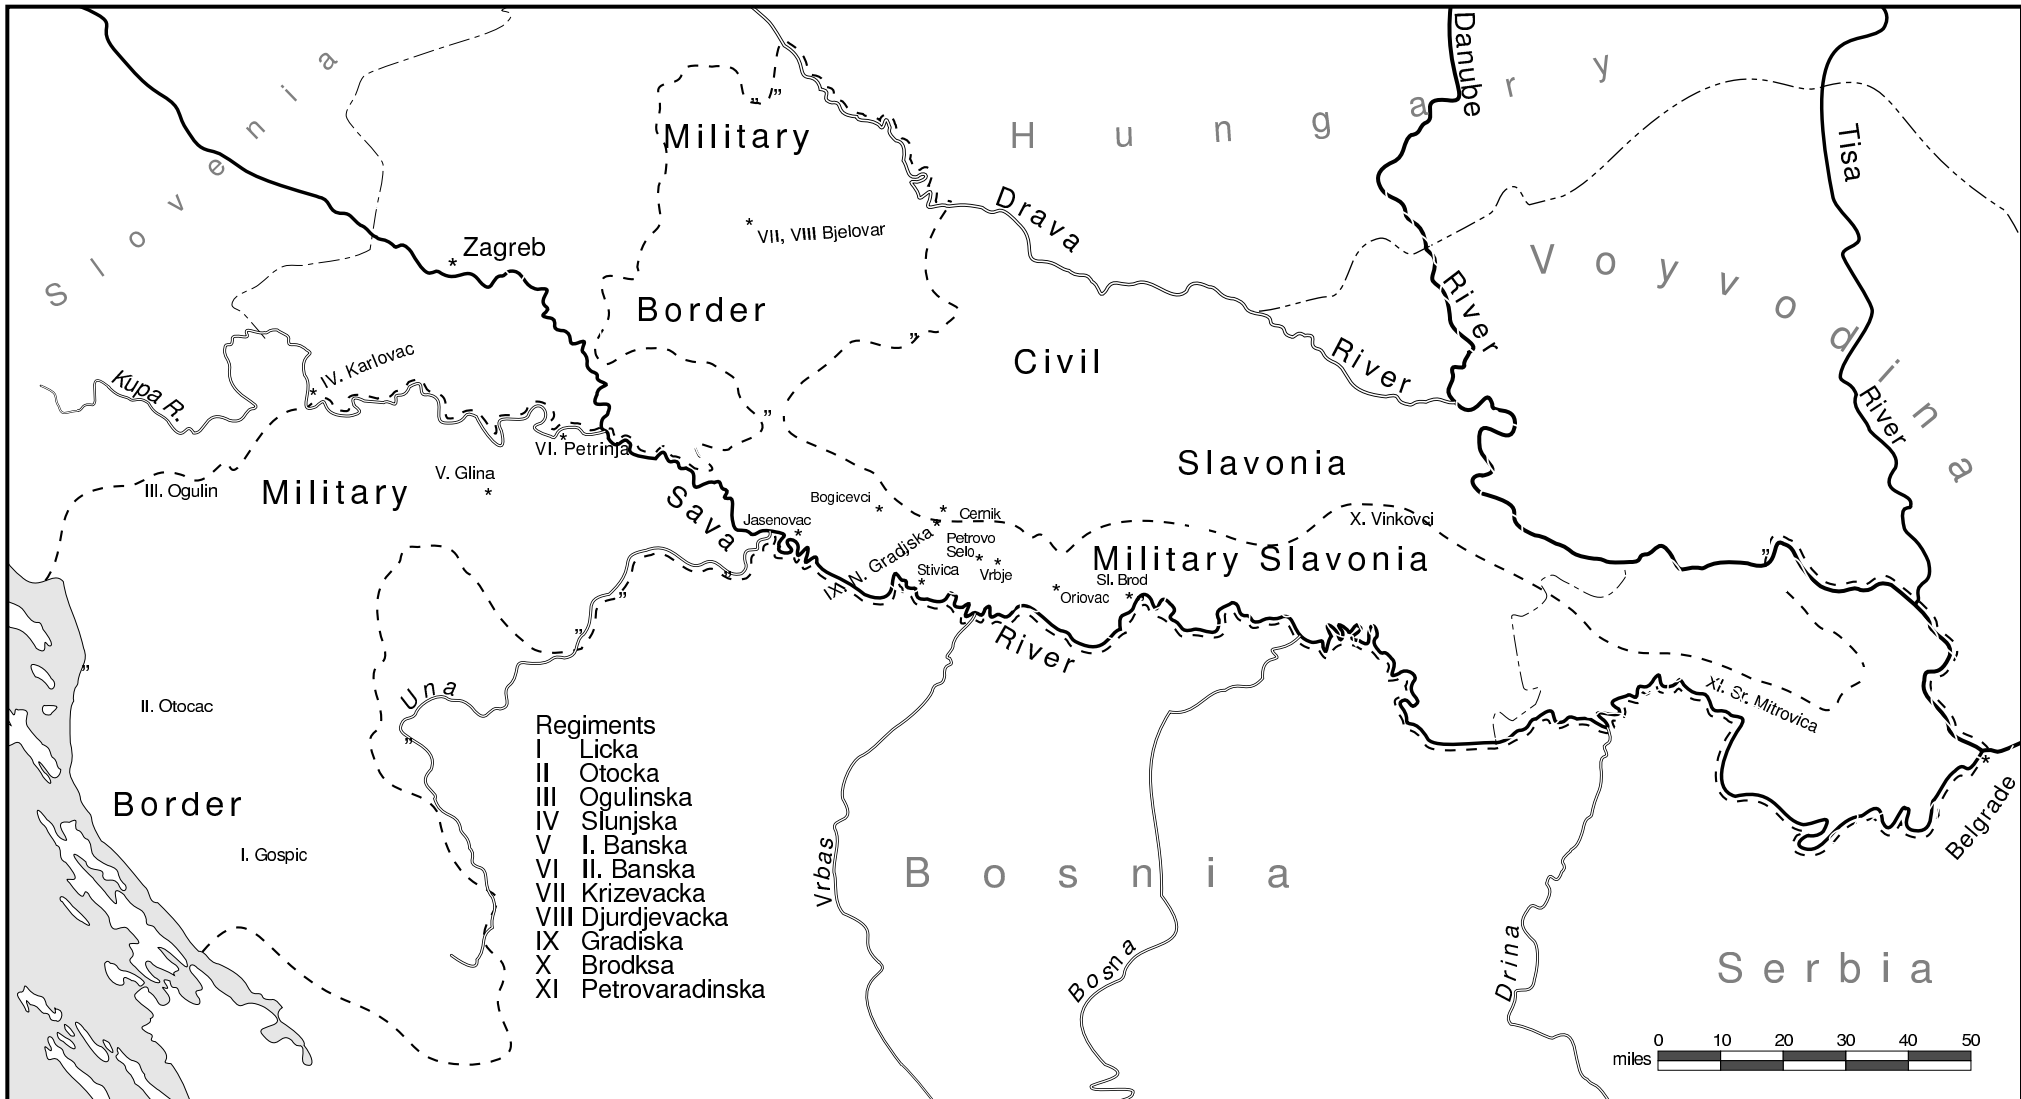 Slovenia
Hungary
Danube
River
Tisa
River
Voyvodina
Military
Border
VII, VIII Bjelovar
Drava
River
Zagreb
Civil
Slavonia
Kupa R.
IV. Karlovac
VI. Petrinja
V. Glina
III. Ogulin
Military
Border
Sava
River
Jasenovac
Bogicevci
Cernik
IX. N. Gradjska
Petrovo
Selo
Vrbje
Stivica
Oriovac
Sl. Brod
X. Vinkovci
Military Slavonia
XI. Sr. Mitrovica
Belgrade
II. Otocac
I. Gospic
Una
Regiments
I Licka
II Otocka
III Ogulinska
IV Slunjska
V I. Banska
VI II. Banska
VII Krizevacka
VIII Djurdjevacka
IX Gradiska
X Brodksa
XI Petrovaradinska
Vrbas
Bosnia
Bosna
Drina
Serbia
0 10 20 30 40 50
miles